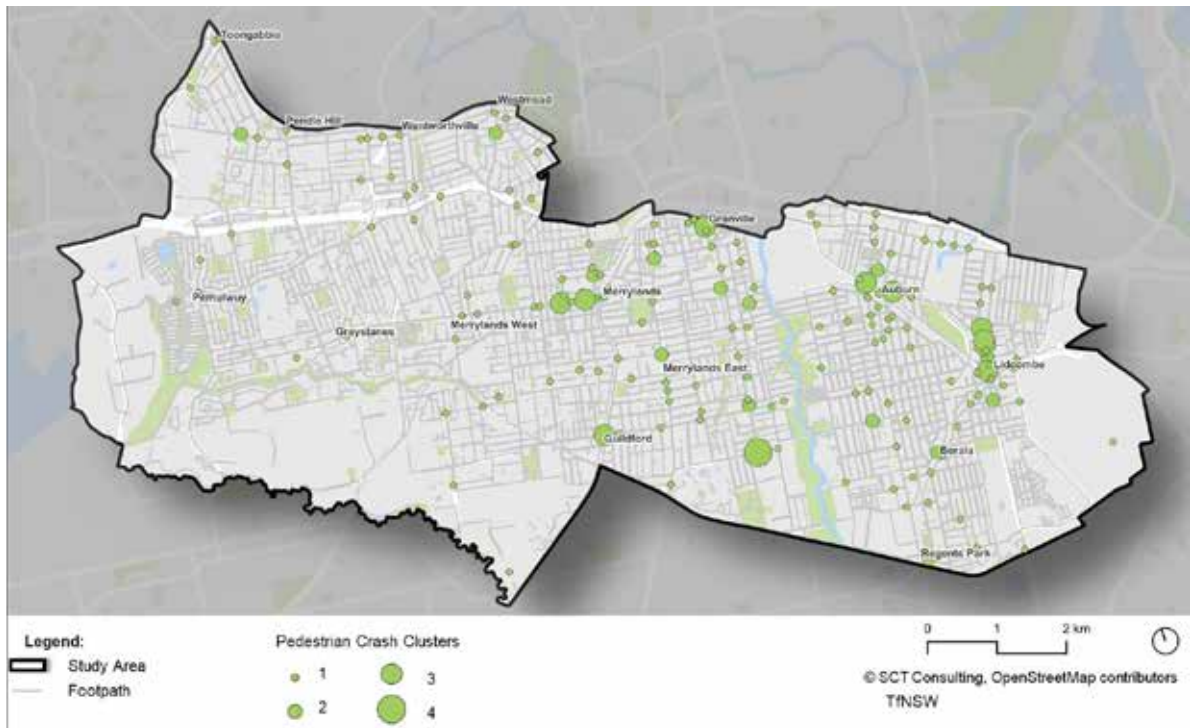 Toongabbie
Pendle Hill
Wentworthville
Westmead
Granville
Pemulwuy
Greystanes
Merrylands West
Merrylands
Auburn
Lidcombe
Merrylands East
Guildford
Berala
Regents Park
Legend:
Study Area
Footpath
Pedestrian Crash Clusters
1
2
3
4
0 1 2 km
© SCT Consulting, OpenStreetMap contributors
TfNSW